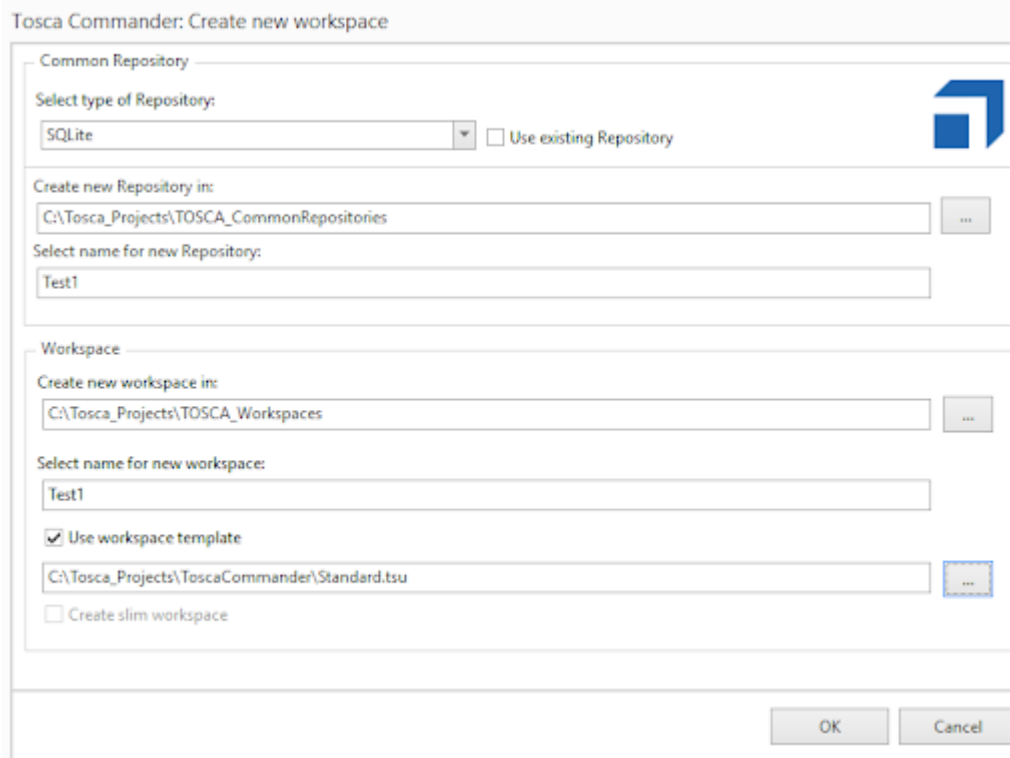 Tosca Commander: Create new workspace
Common Repository
Select type of Repository:
SQLite
Use existing Repository
Create new Repository in:
C:\Tosca_Projects\TOSCA_CommonRepositories
...
Select name for new Repository:
Test1
Workspace
Create new workspace in:
C:\Tosca_Projects\TOSCA_Workspaces
...
Select name for new workspace:
Test1
Use workspace template
C:\Tosca_Projects\ToscaCommander\Standard.tsu
...
Create slim workspace
OK
Cancel